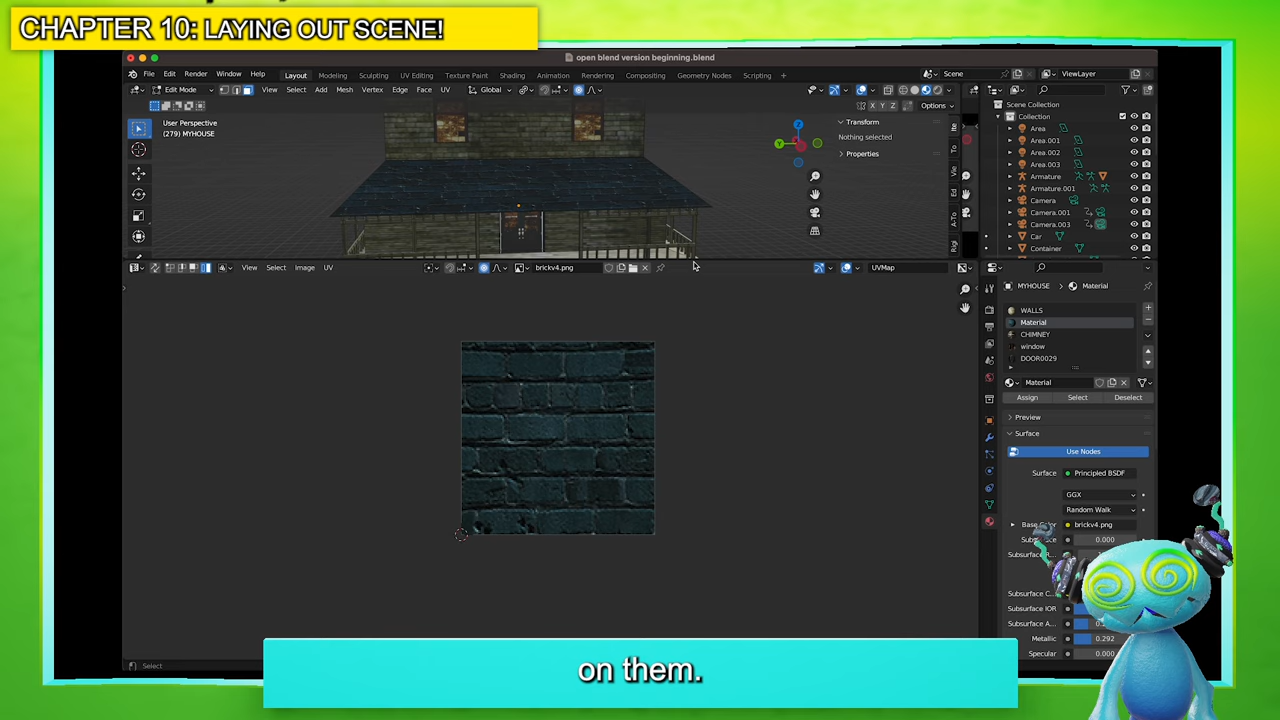 CHAPTER 10: LAYING OUT SCENE!
open blend version beginning.blend
File Edit Render Window Help Layout Modeling Sculpting UV Editing Texture Paint Shading Animation Rendering Compositing Geometry Nodes Scripting + Scene ViewLayer
Edit Mode View Select Add Mesh Vertex Edge Face UV Global
X Y Z Options
User Perspective
(279) MYHOUSE
Transform
Nothing selected
Properties
Scene Collection
Collection
Area
Area.001
Area.002
Area.003
Armature
Armature.001
Camera
Camera.001
Camera.003
Car
Container
View Select Image UV brickv4.png UVMap
MYHOUSE Material
WALLS
Material
CHIMNEY
window
DOOR0029
Material
Assign Select Deselect
Preview
Surface
Use Nodes
Surface Principled BSDF
GGX
Random Walk
brickv4.png
0.000
Subsurface IOR
Subsurface A...
Metallic 0.292
Specular 0.000
Select
on them.